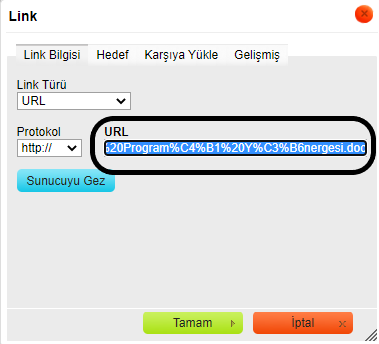 Link
Link Bilgisi Hedef Karşıya Yükle Gelişmiş
Link Türü
URL
Protokol URL
http:// %20Program%C4%B1%20Y%C3%B6nergesi.doc
Sunucuyu Gez
Tamam İptal